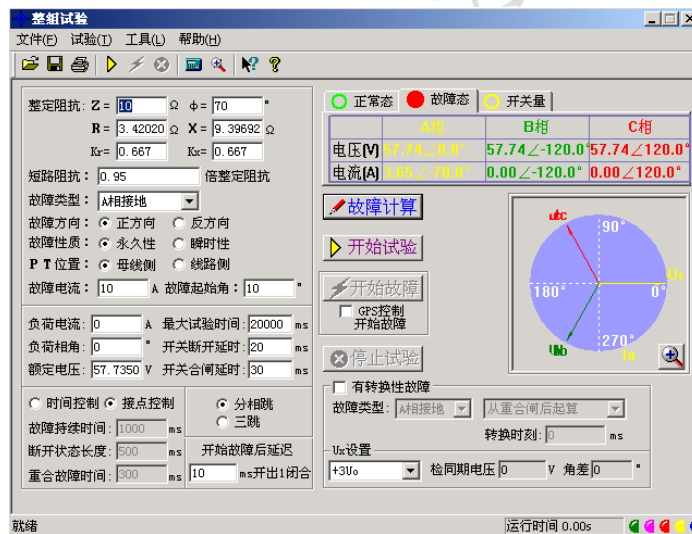 整组试验
文件(F) 试验(T) 工具(L) 帮助(H)
整定阻抗: Z = 10 Ω φ = 70 °
R = 3.42020 Ω X = 9.39692 Ω
Kr= 0.667 Kx= 0.667
短路阻抗: 0.95 倍整定阻抗
故障类型: A相接地
故障方向: 正方向 反方向
故障性质: 永久性 瞬时性
P T 位置: 母线侧 线路侧
故障电流: 10 A 故障起始角: 10 °
负荷电流: 0 A 最大试验时间: 20000 ms
负荷相角: 0 ° 开关断开延时: 20 ms
额定电压: 57.7350 V 开关合闸延时: 30 ms
时间控制 接点控制
故障持续时间: 1000 ms
断开状态长度: 500 ms
重合故障时间: 300 ms
分相跳
三跳
开始故障后延迟
10 ms开出1闭合
正常态 故障态 开关量
A相 B相 C相
电压(V) 57.74∠0.0° 57.74∠-120.0° 57.74∠120.0°
电流(A) 3.65∠-70.0° 0.00∠-120.0° 0.00∠120.0°
故障计算
开始试验
开始故障
GPS控制
开始故障
停止试验
90°
180° 0°
270°
有转换性故障
故障类型: A相接地 从重合闸后起算
转换时刻: 0 ms
Ux设置
+3U₀ 检同期电压 0 V 角差 0 °
就绪 运行时间 0.00s